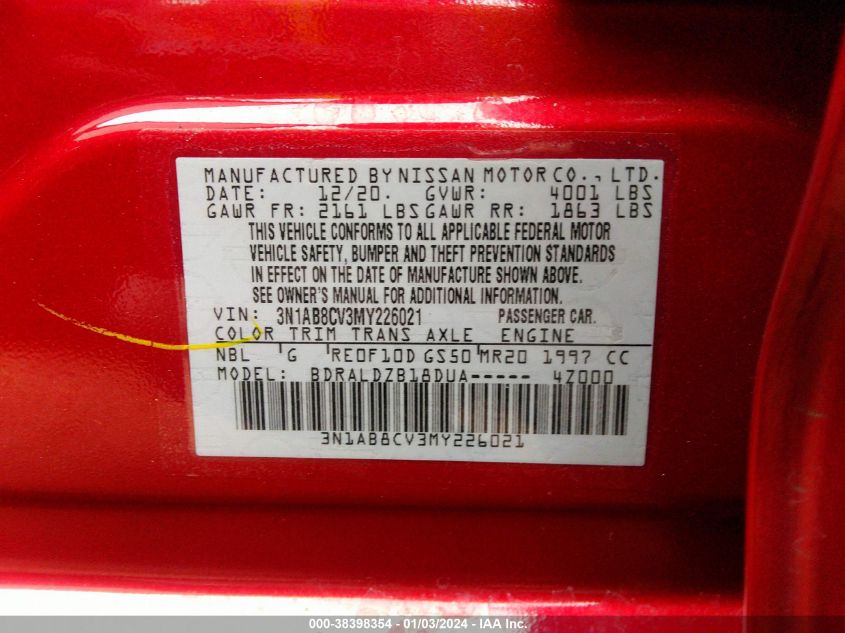 MANUFACTURED BY NISSAN MOTOR CO., LTD.
DATE: 12/20. GVWR: 4001 LBS
GAWR FR: 2161 LBS GAWR RR: 1863 LBS
THIS VEHICLE CONFORMS TO ALL APPLICABLE FEDERAL MOTOR
VEHICLE SAFETY, BUMPER AND THEFT PREVENTION STANDARDS
IN EFFECT ON THE DATE OF MANUFACTURE SHOWN ABOVE.
SEE OWNER'S MANUAL FOR ADDITIONAL INFORMATION.
VIN: 3N1AB8CV3MY226021 PASSENGER CAR.
COLOR TRIM TRANS AXLE ENGINE
NBL G RE0F10D GS50 MR20 1997 CC
MODEL: BDRALDZB18DUA----- 4Z000
3N1AB8CV3MY226021
000-38398354 - 01/03/2024 - IAA Inc.